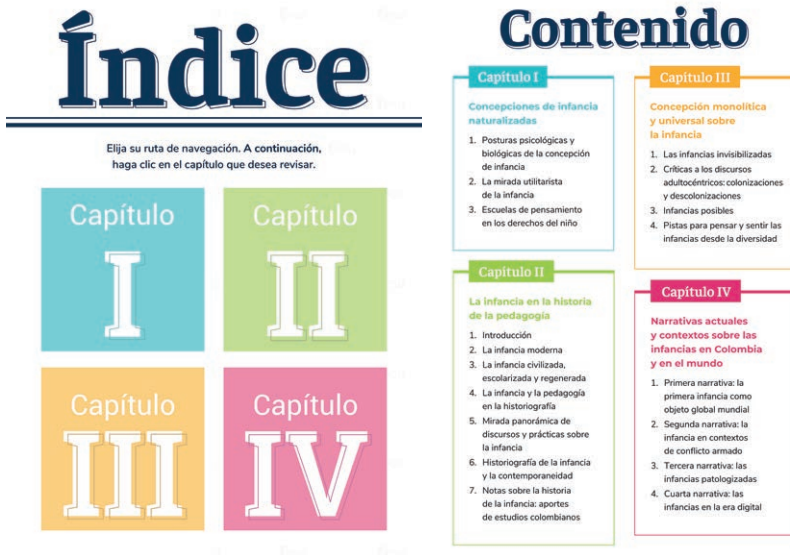 Índice
Elija su ruta de navegación. A continuación,
haga clic en el capítulo que desea revisar.
Capítulo
I
Capítulo
II
Capítulo
III
Capítulo
IV
Contenido
Capítulo I
Concepciones de infancia
naturalizadas
1. Posturas psicológicas y
biológicas de la concepción
de infancia
2. La mirada utilitarista
de la infancia
3. Escuelas de pensamiento
en los derechos del niño
Capítulo II
La infancia en la historia
de la pedagogía
1. Introducción
2. La infancia moderna
3. La infancia civilizada,
escolarizada y regenerada
4. La infancia y la pedagogía
en la historiografía
5. Mirada panorámica de
discursos y prácticas sobre
la infancia
6. Historiografía de la infancia
y la contemporaneidad
7. Notas sobre la historia
de la infancia: aportes
de estudios colombianos
Capítulo III
Concepción monolítica
y universal sobre
la infancia
1. Las infancias invisibilizadas
2. Críticas a los discursos
adultocéntricos: colonizaciones
y descolonizaciones
3. Infancias posibles
4. Pistas para pensar y sentir las
infancias desde la diversidad
Capítulo IV
Narrativas actuales
y contextos sobre las
infancias en Colombia
y en el mundo
1. Primera narrativa: la
primera infancia como
objeto global mundial
2. Segunda narrativa: la
infancia en contextos
de conflicto armado
3. Tercera narrativa: las
infancias patologizadas
4. Cuarta narrativa: las
infancias en la era digital